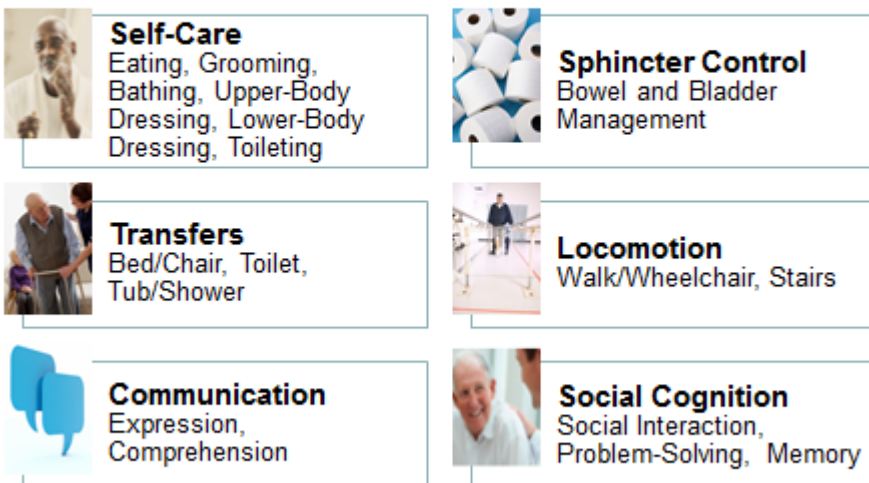 Self-Care
Eating, Grooming,
Bathing, Upper-Body
Dressing, Lower-Body
Dressing, Toileting
Sphincter Control
Bowel and Bladder
Management
Transfers
Bed/Chair, Toilet,
Tub/Shower
Locomotion
Walk/Wheelchair, Stairs
Communication
Expression,
Comprehension
Social Cognition
Social Interaction,
Problem-Solving, Memory